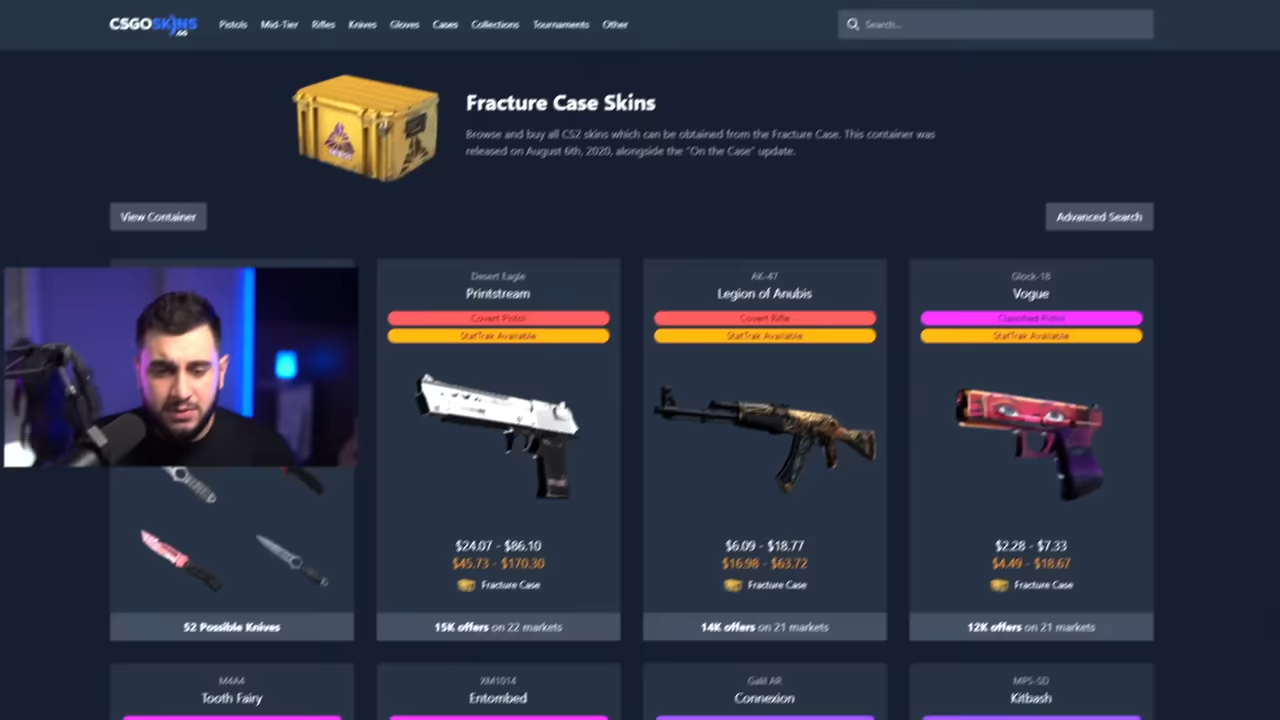 CSGOSKINS.GG
Pistols Mid-Tier Rifles Knives Gloves Cases Collections Tournaments Other
Search...
Fracture Case Skins
Browse and buy all CS2 skins which can be obtained from the Fracture Case. This container was
released on August 6th, 2020, alongside the "On the Case" update.
View Container
Advanced Search
52 Possible Knives
Desert Eagle
Printstream
Covert Pistol
StatTrak Available
$24.07 - $86.10
$45.73 - $170.30
Fracture Case
15K offers on 22 markets
AK-47
Legion of Anubis
Covert Rifle
StatTrak Available
$6.09 - $18.77
$16.98 - $63.72
Fracture Case
14K offers on 21 markets
Glock-18
Vogue
Classified Pistol
StatTrak Available
$2.28 - $7.33
$4.49 - $18.67
Fracture Case
12K offers on 21 markets
M4A4
Tooth Fairy
XM1014
Entombed
Galil AR
Connexion
MP5-SD
Kitbash